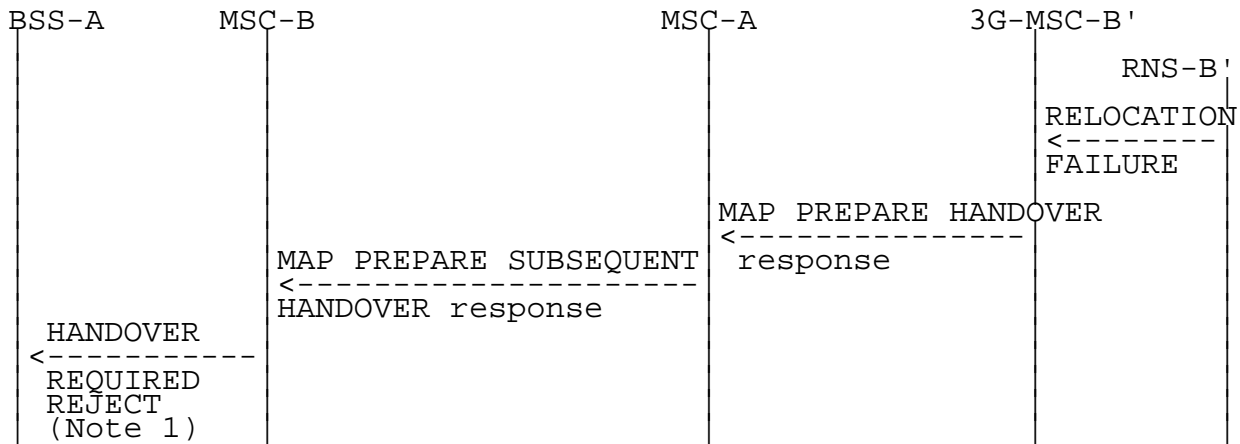 BSS-A MSC-B MSC-A 3G-MSC-B'
RNS-B'
RELOCATION
<--------
FAILURE
MAP PREPARE HANDOVER
<---------------
response
MAP PREPARE SUBSEQUENT
<---------------------
HANDOVER response
HANDOVER
<-----------
REQUIRED
REJECT
(Note 1)